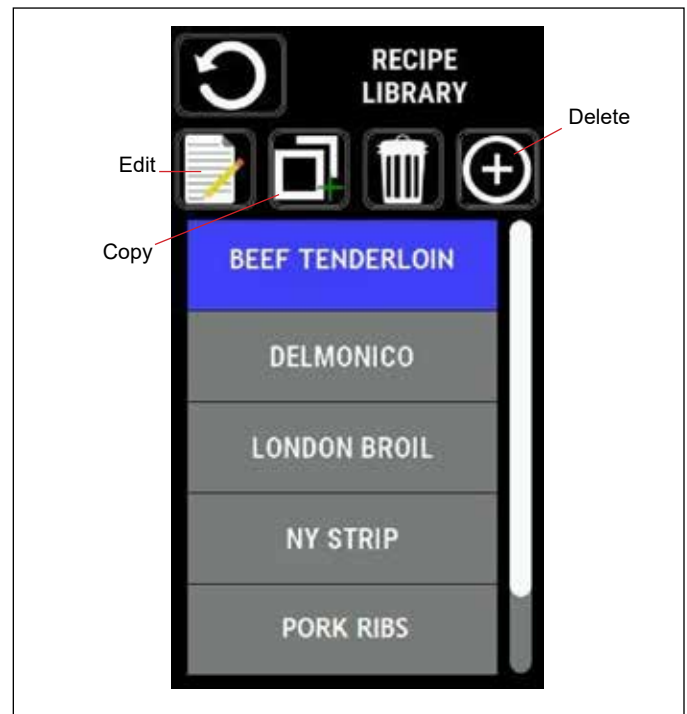 RECIPE
LIBRARY
Delete
Edit
Copy
BEEF TENDERLOIN
DELMONICO
LONDON BROIL
NY STRIP
PORK RIBS